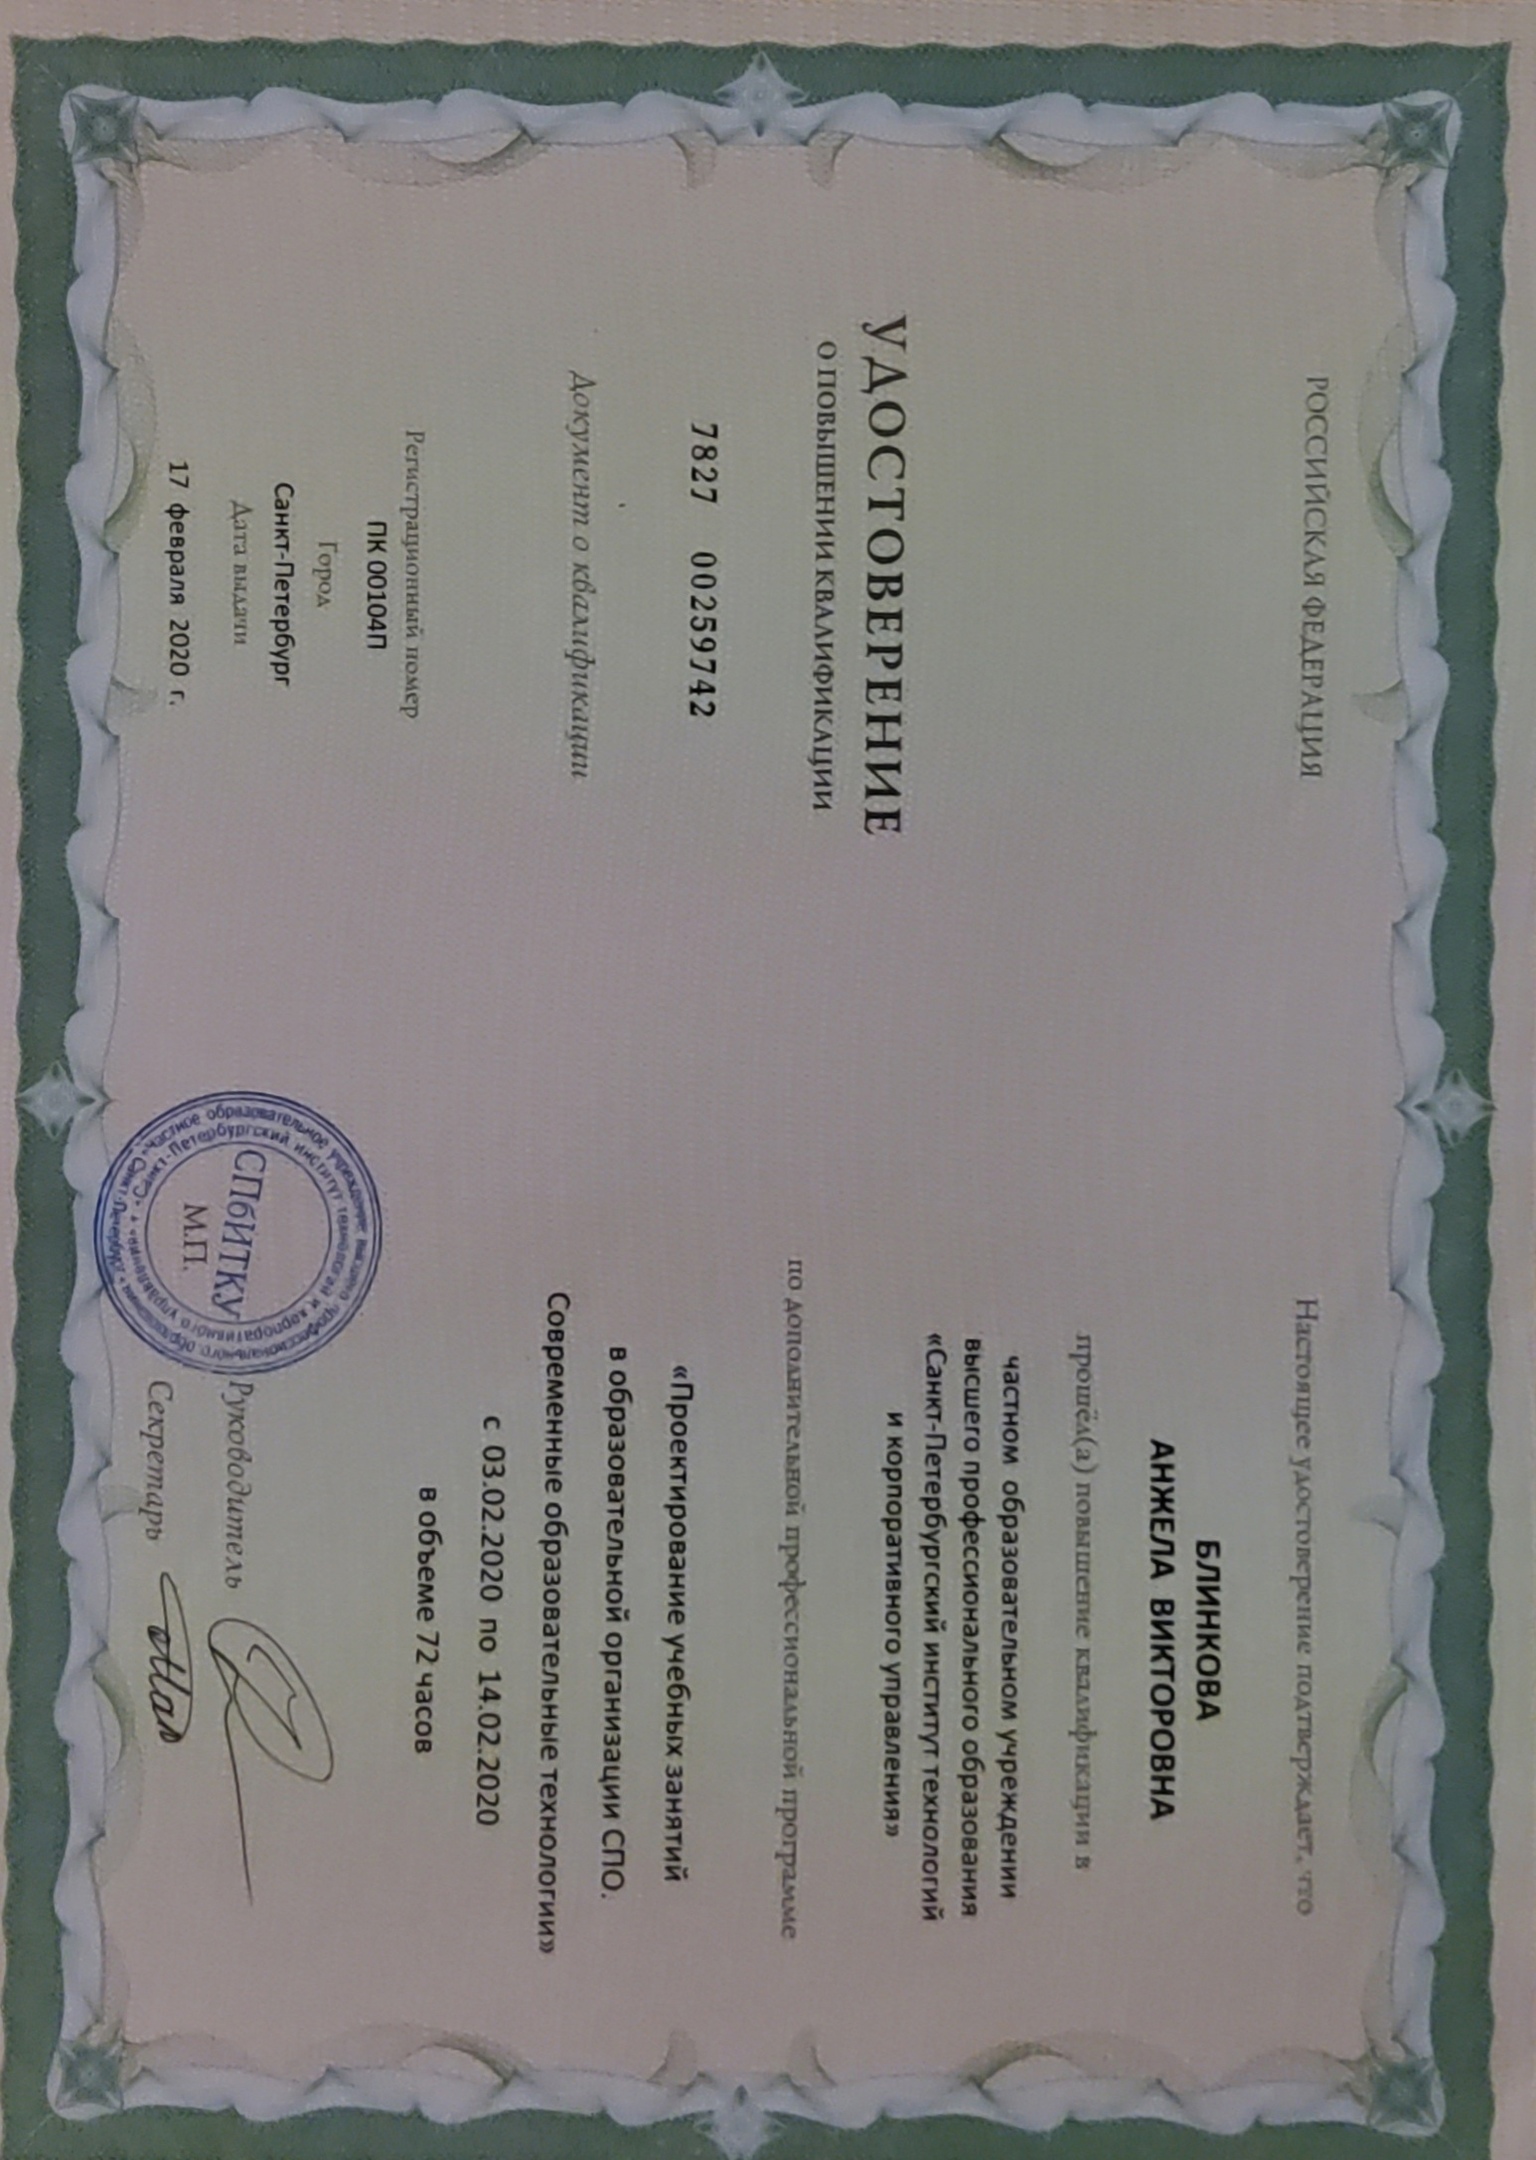 РОССИЙСКАЯ ФЕДЕРАЦИЯ
УДОСТОВЕРЕНИЕ
О ПОВЫШЕНИИ КВАЛИФИКАЦИИ
7827 00259742
Документ о квалификации
Регистрационный номер
ПК 00104П
Город
Санкт-Петербург
Дата выдачи
17 февраля 2020 г.
Настоящее удостоверение подтверждает, что
БЛИНКОВА
АНЖЕЛА ВИКТОРОВНА
прошёл(а) повышение квалификации в
частном образовательном учреждении
высшего профессионального образования
«Санкт-Петербургский институт технологий
и корпоративного управления»
по дополнительной профессиональной программе
«Проектирование учебных занятий
в образовательной организации СПО.
Современные образовательные технологии»
с 03.02.2020 по 14.02.2020
в объеме 72 часов
Частное образовательное учреждение высшего профессионального образования • Санкт-Петербург •
«Санкт-Петербургский институт технологий и корпоративного управления»
СПбИТКУ
М.П.
Руководитель
Секретарь